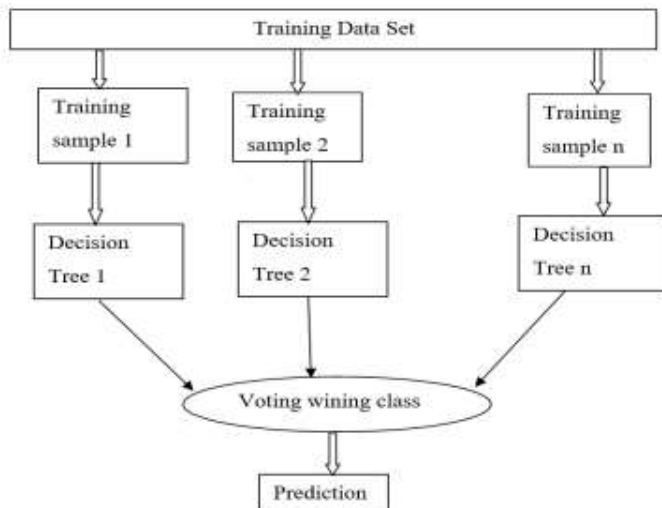 Training Data Set
Training
sample 1
Training
sample 2
Training
sample n
Decision
Tree 1
Decision
Tree 2
Decision
Tree n
Voting wining class
Prediction